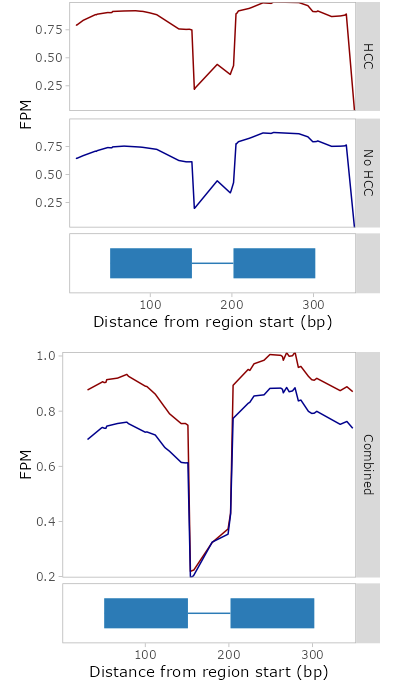 0.75
0.50
0.25
HCC
FPM
0.75
0.50
0.25
No HCC
100 200 300
Distance from region start (bp)
1.0
0.8
0.6
0.4
0.2
FPM
Combined
100 200 300
Distance from region start (bp)